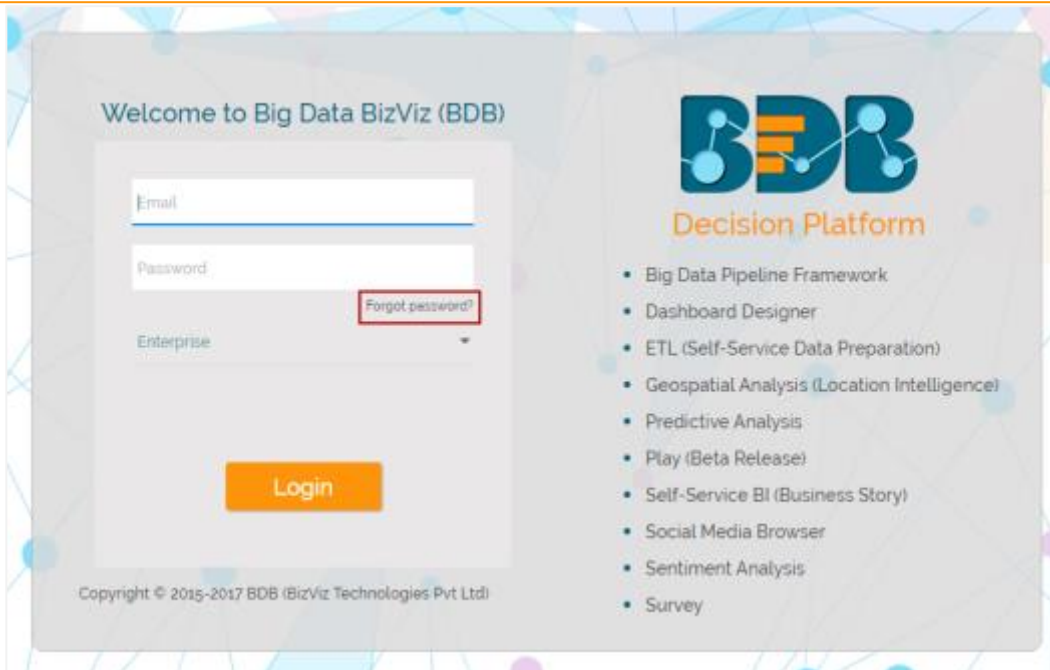 Welcome to Big Data BizViz (BDB)
Email
Password
Forgot password?
Enterprise
Login
Copyright © 2015-2017 BDB (BizViz Technologies Pvt Ltd)
BDB
Decision Platform
• Big Data Pipeline Framework
• Dashboard Designer
• ETL (Self-Service Data Preparation)
• Geospatial Analysis (Location Intelligence)
• Predictive Analysis
• Play (Beta Release)
• Self-Service BI (Business Story)
• Social Media Browser
• Sentiment Analysis
• Survey